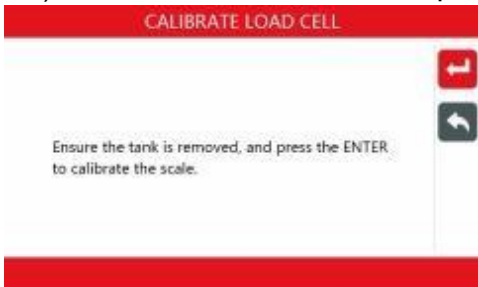 CALIBRATE LOAD CELL
Ensure the tank is removed, and press the ENTER
to calibrate the scale.